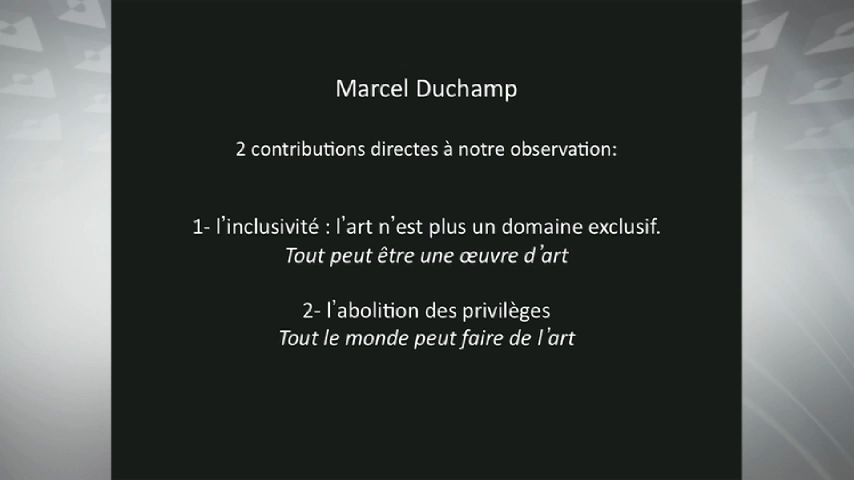 Marcel Duchamp
2 contributions directes à notre observation:
1- l’inclusivité : l’art n’est plus un domaine exclusif.
Tout peut être une œuvre d’art
2- l’abolition des privilèges
Tout le monde peut faire de l’art